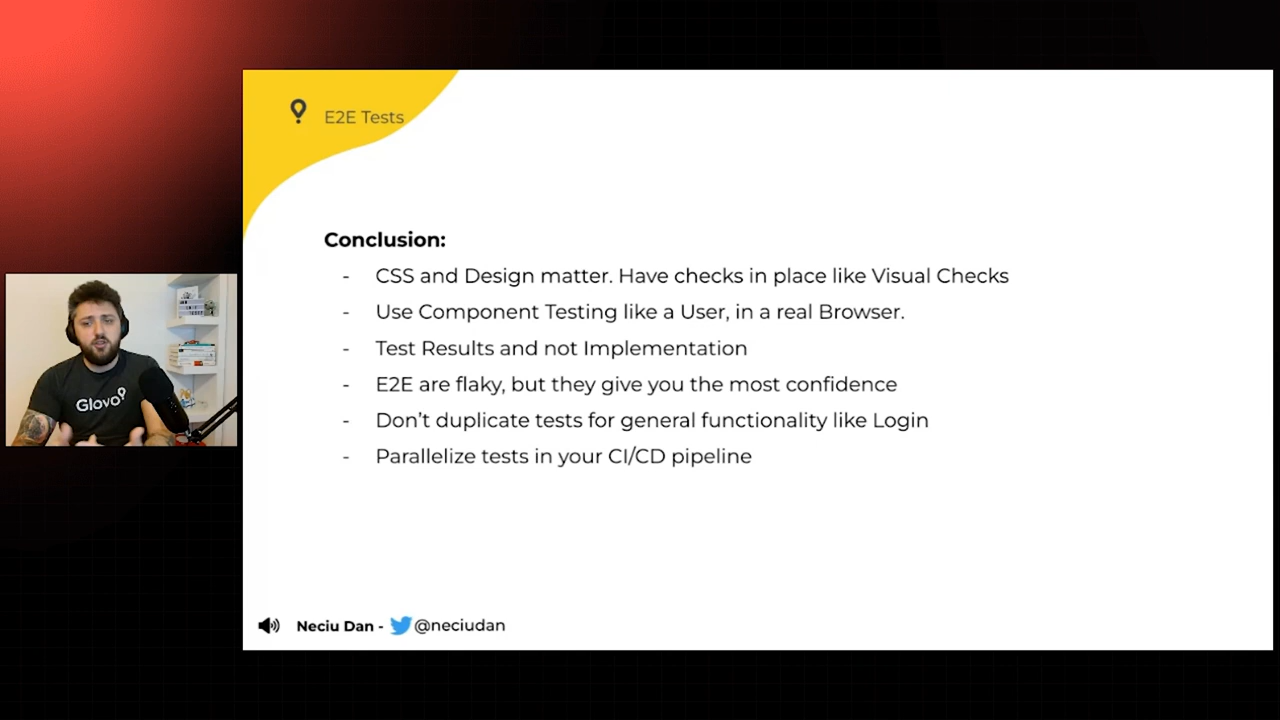 E2E Tests
Conclusion:
- CSS and Design matter. Have checks in place like Visual Checks
- Use Component Testing like a User, in a real Browser.
- Test Results and not Implementation
- E2E are flaky, but they give you the most confidence
- Don’t duplicate tests for general functionality like Login
- Parallelize tests in your CI/CD pipeline
Glovo
Neciu Dan - @neciudan